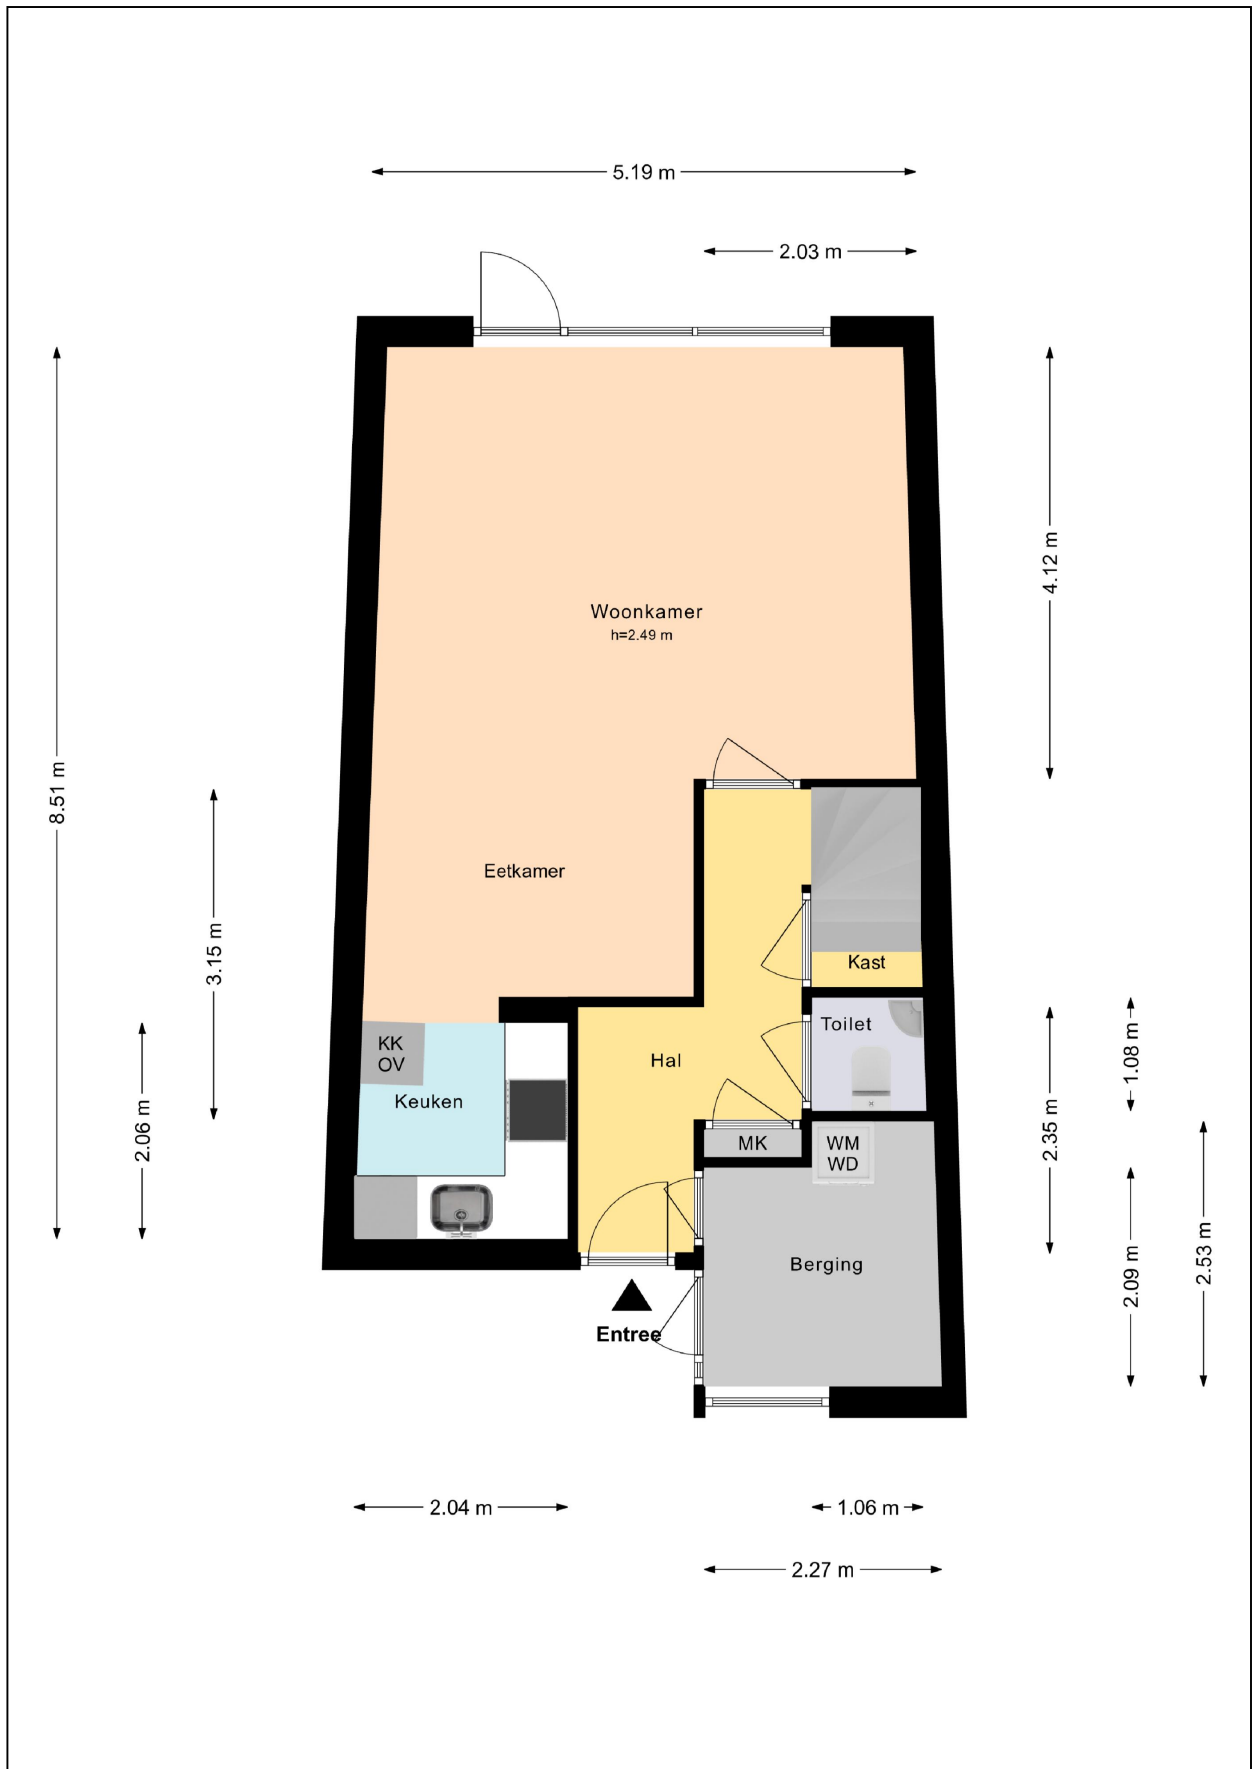 5.19 m
2.03 m
8.51 m
4.12 m
Woonkamer
h=2.49 m
3.15 m
Eetkamer
Kast
2.06 m
KK
OV
Keuken
Hal
Toilet
1.08 m
2.35 m
MK
WM
WD
Berging
2.09 m
2.53 m
Entree
2.04 m
1.06 m
2.27 m